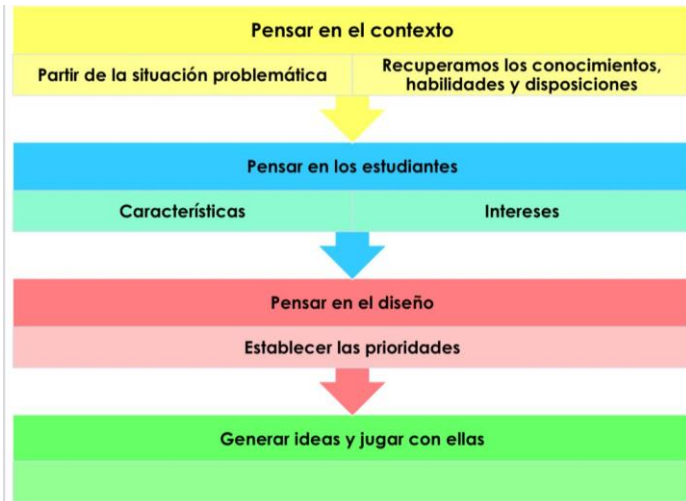 Pensar en el contexto
Partir de la situación problemática
Recuperamos los conocimientos,
habilidades y disposiciones
Pensar en los estudiantes
Características
Intereses
Pensar en el diseño
Establecer las prioridades
Generar ideas y jugar con ellas